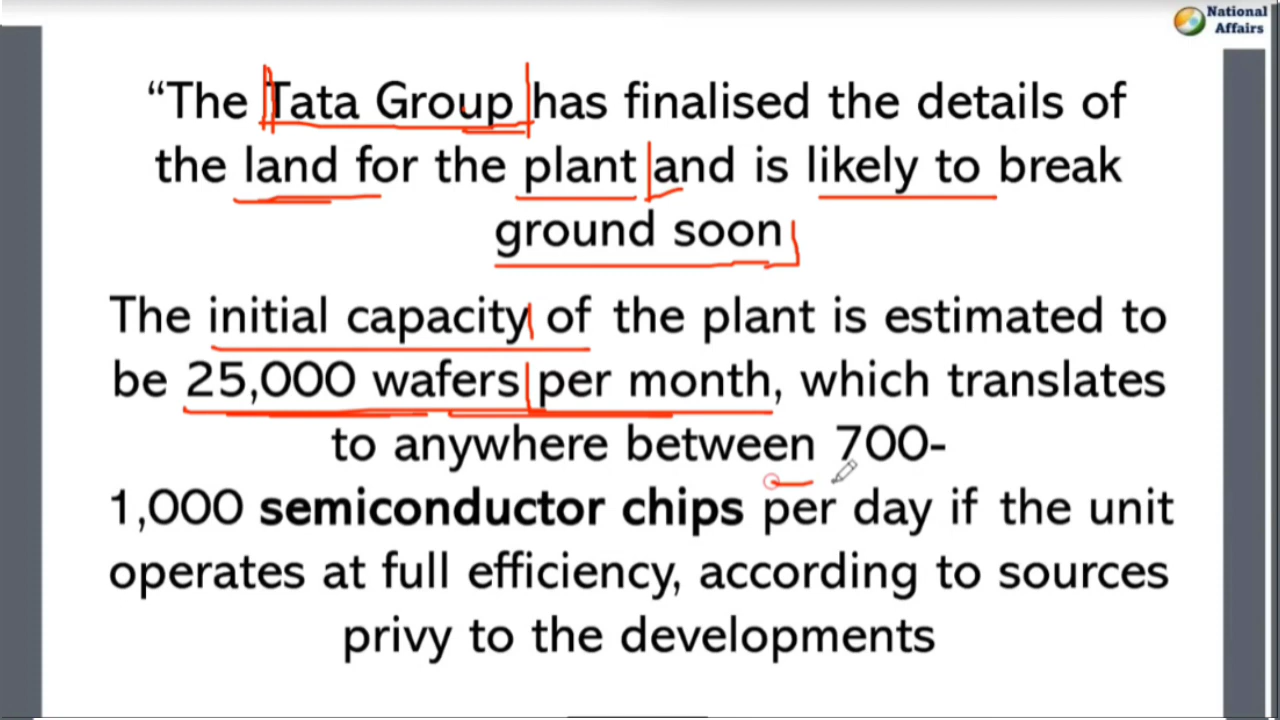 National
Affairs
“The Tata Group has finalised the details of
the land for the plant and is likely to break
ground soon
The initial capacity of the plant is estimated to
be 25,000 wafers per month, which translates
to anywhere between 700-
1,000 semiconductor chips per day if the unit
operates at full efficiency, according to sources
privy to the developments